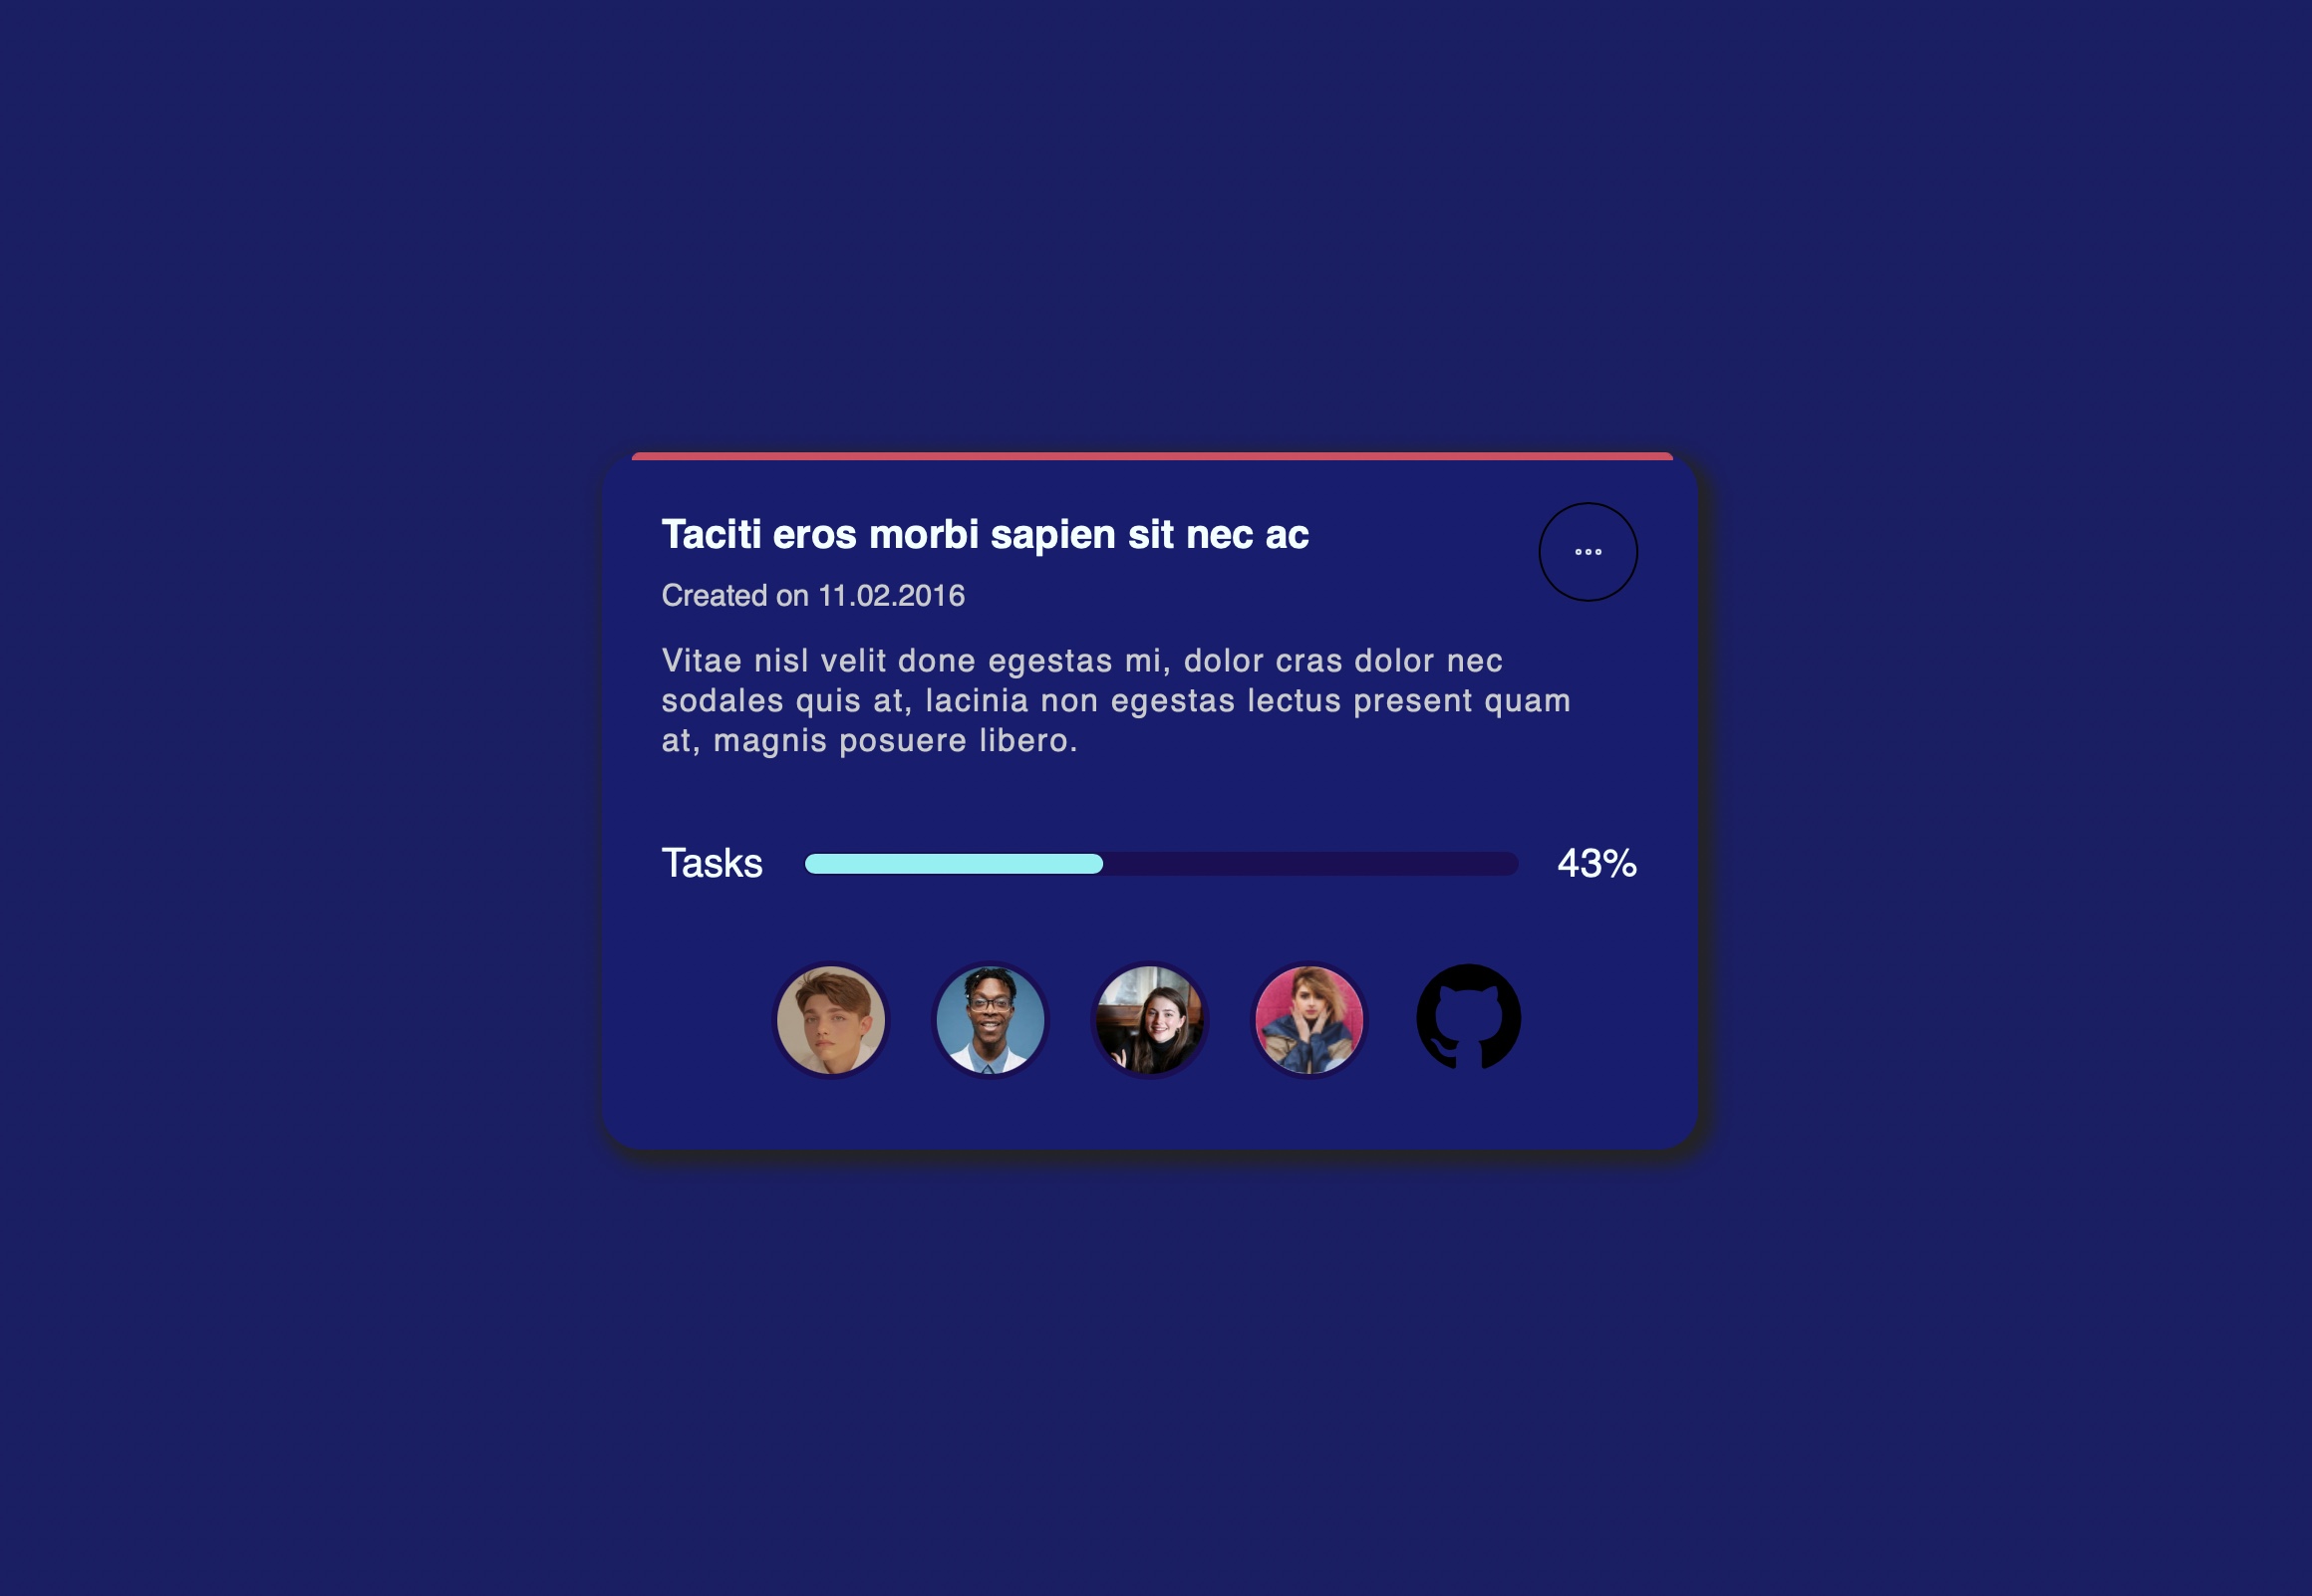 Taciti eros morbi sapien sit nec ac
Created on 11.02.2016
Vitae nisl velit done egestas mi, dolor cras dolor nec
sodales quis at, lacinia non egestas lectus present quam
at, magnis posuere libero.
Tasks
43%